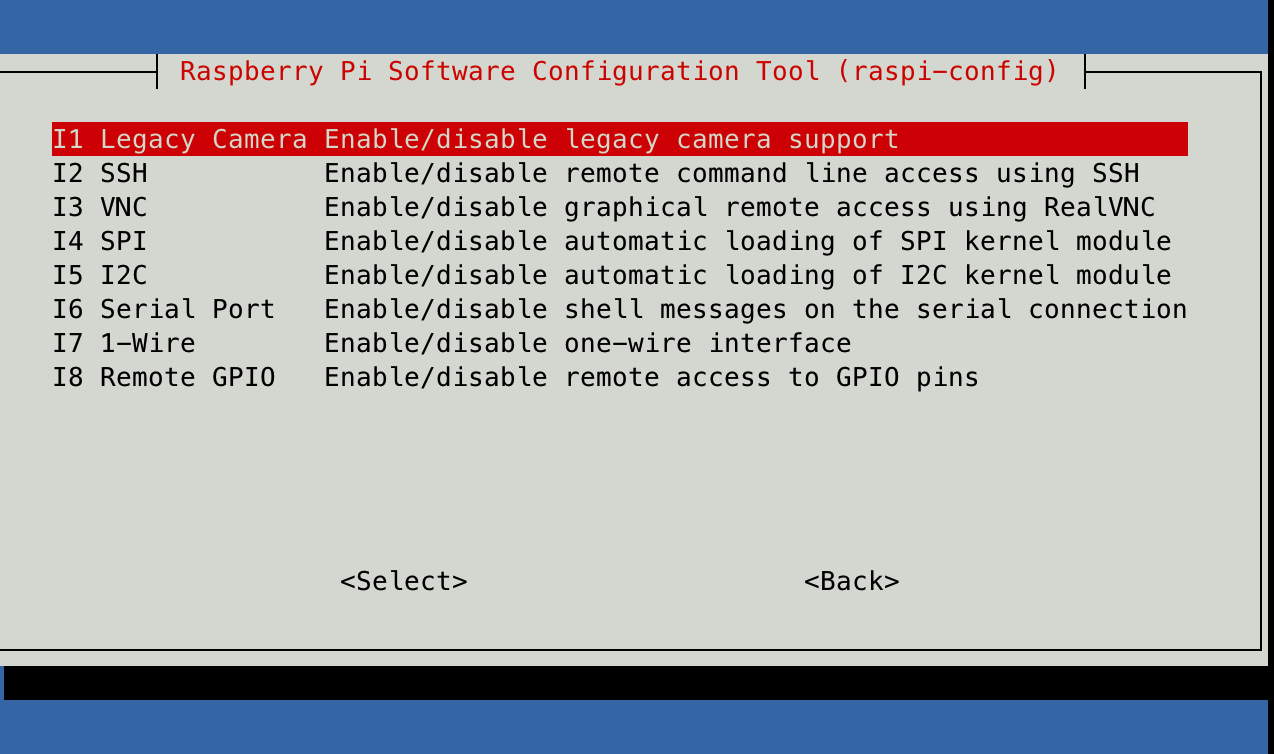 Raspberry Pi Software Configuration Tool (raspi-config)
I1 Legacy Camera Enable/disable legacy camera support
I2 SSH Enable/disable remote command line access using SSH
I3 VNC Enable/disable graphical remote access using RealVNC
I4 SPI Enable/disable automatic loading of SPI kernel module
I5 I2C Enable/disable automatic loading of I2C kernel module
I6 Serial Port Enable/disable shell messages on the serial connection
I7 1-Wire Enable/disable one-wire interface
I8 Remote GPIO Enable/disable remote access to GPIO pins
<Select> <Back>